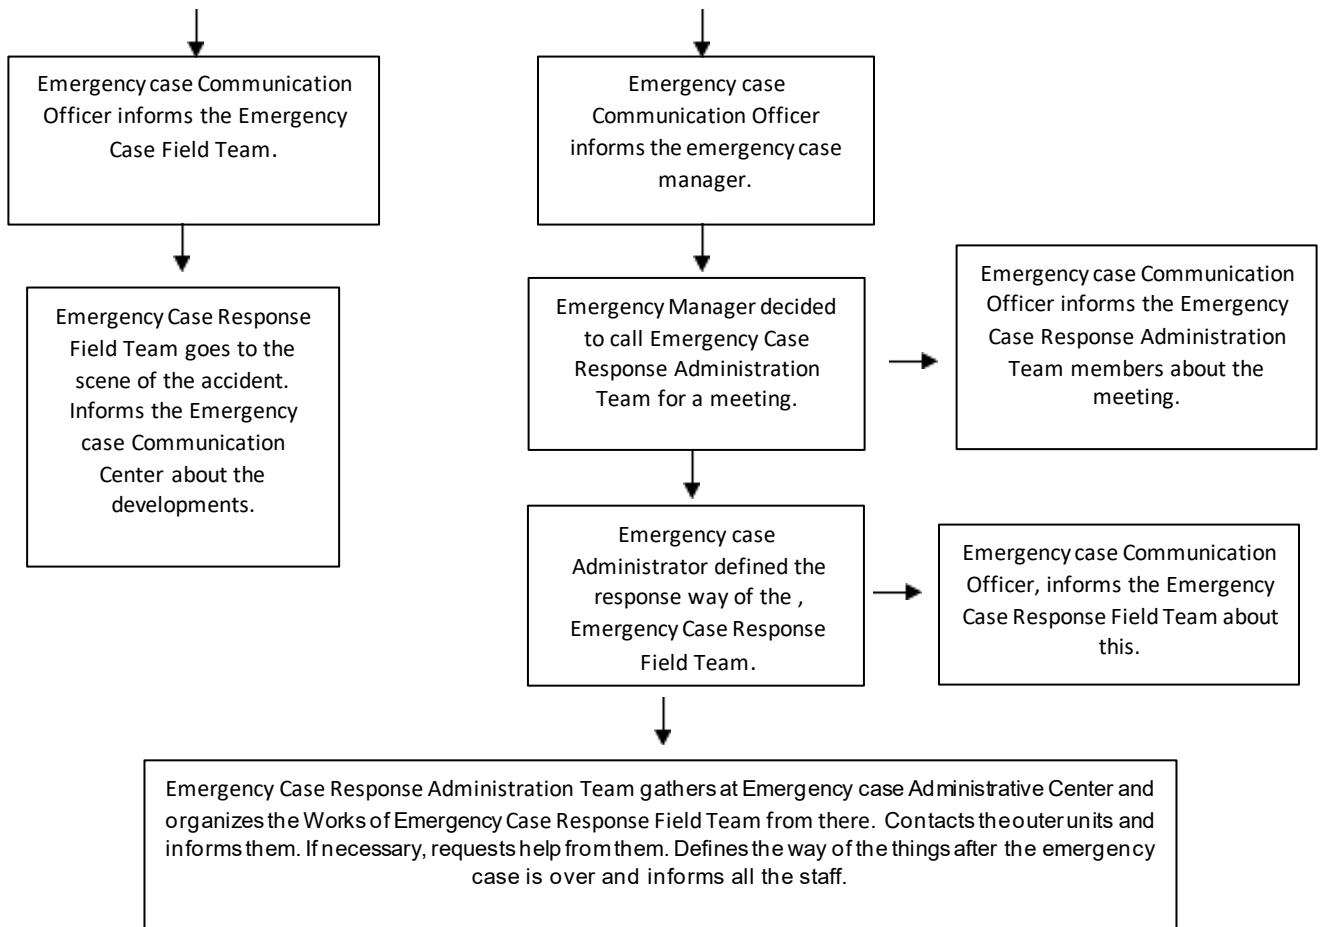 Emergency case Communication
Officer informs the Emergency
Case Field Team.
Emergency case
Communication Officer
informs the emergency case
manager.
Emergency Case Response
Field Team goes to the
scene of the accident.
Informs the Emergency
case Communication
Center about the
developments.
Emergency Manager decided
to call Emergency Case
Response Administration
Team for a meeting.
Emergency case Communication
Officer informs the Emergency
Case Response Administration
Team members about the
meeting.
Emergency case
Administrator defined the
response way of the ,
Emergency Case Response
Field Team.
Emergency case Communication
Officer, informs the Emergency
Case Response Field Team about
this.
Emergency Case Response Administration Team gathers at Emergency case Administrative Center and
organizes the Works of Emergency Case Response Field Team from there. Contacts the outer units and
informs them. If necessary, requests help from them. Defines the way of the things after the emergency
case is over and informs all the staff.